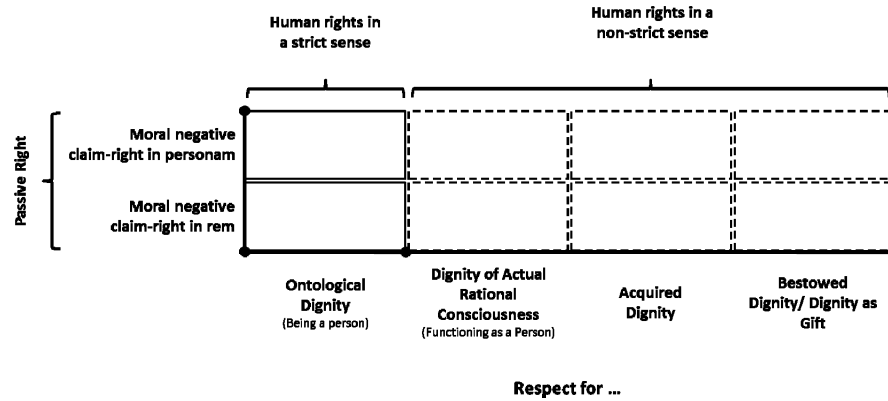 Human rights in
a strict sense
Human rights in a
non-strict sense
Passive Right
Moral negative
claim-right in personam
Moral negative
claim-right in rem
Ontological
Dignity
(Being a person)
Dignity of Actual
Rational
Consciousness
(Functioning as a Person)
Acquired
Dignity
Bestowed
Dignity/ Dignity as
Gift
Respect for ...